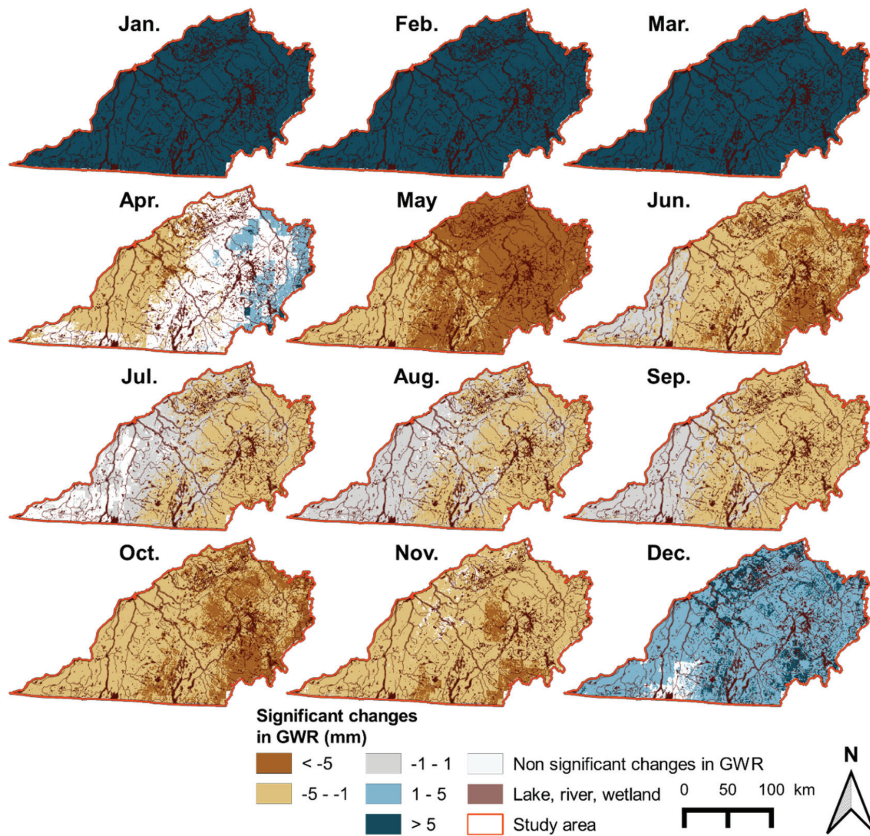 Jan. Feb. Mar.
Apr. May Jun.
Jul. Aug. Sep.
Oct. Nov. Dec.
Significant changes
in GWR (mm)
< -5 -1 - 1 Non significant changes in GWR
-5 - -1 1 - 5 Lake, river, wetland
> 5 Study area
0 50 100 km
N